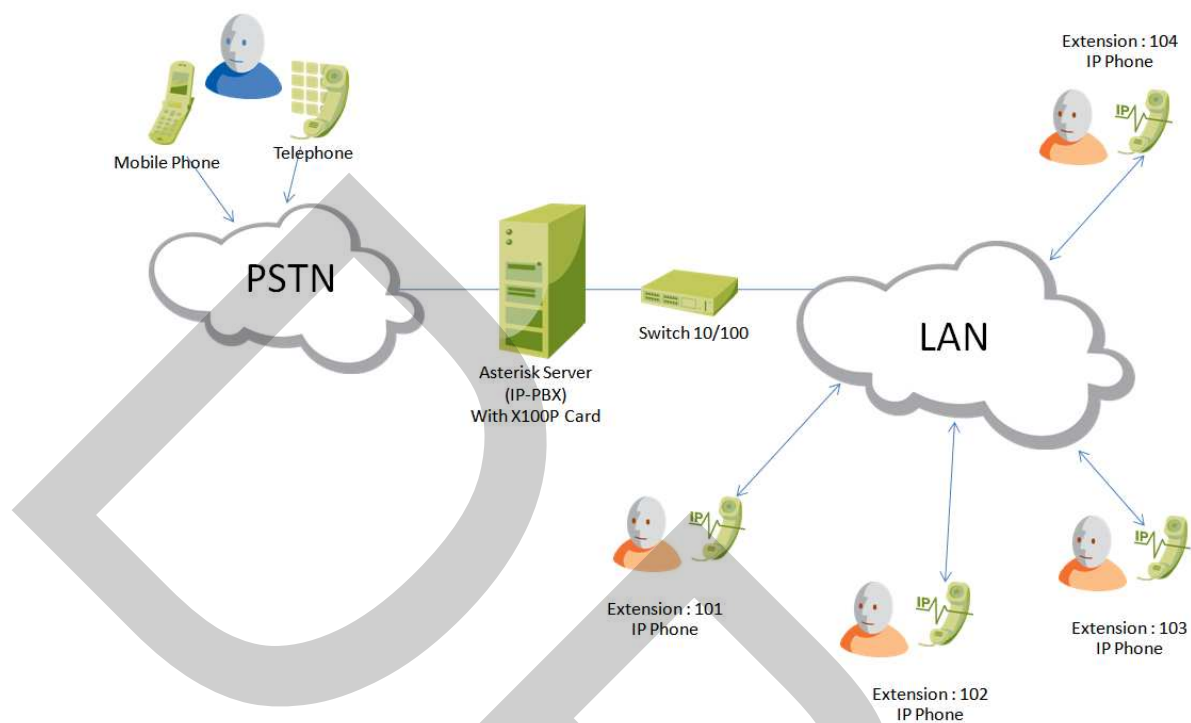 Extension : 104
IP Phone
IP
Mobile Phone
Telephone
PSTN
Switch 10/100
LAN
Asterisk Server
(IP-PBX)
With X100P Card
IP
Extension : 101
IP Phone
IP
Extension : 102
IP Phone
IP
Extension : 103
IP Phone